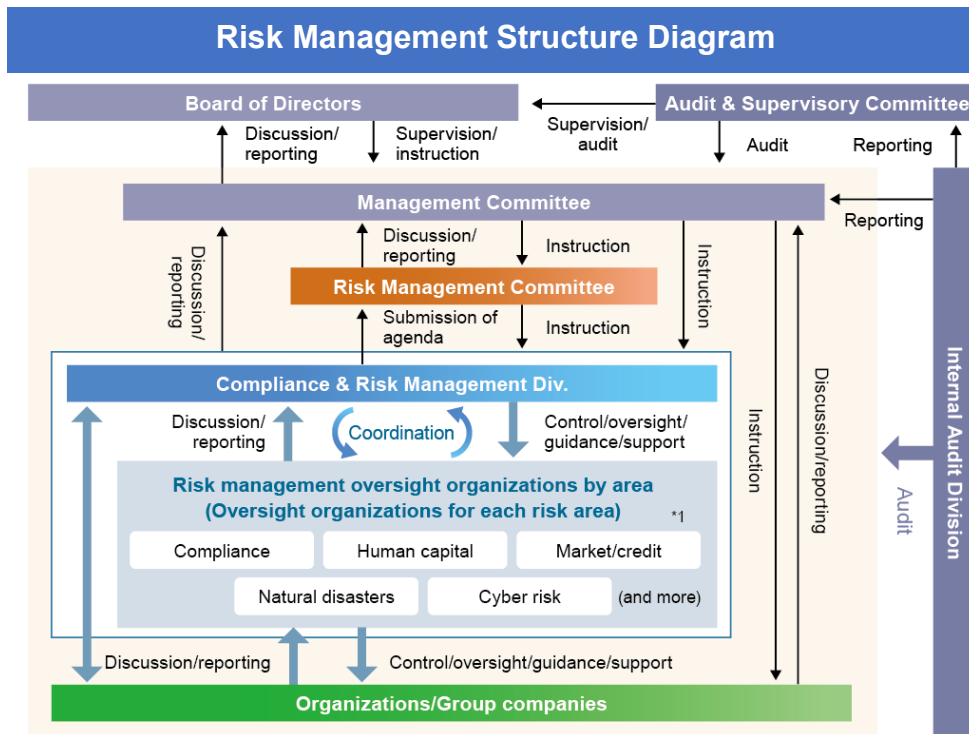 Risk Management Structure Diagram
Board of Directors
Audit & Supervisory Committee
Discussion/
reporting
Supervision/
instruction
Supervision/
audit
Audit
Reporting
Management Committee
Reporting
Discussion/
reporting
Discussion/
reporting
Instruction
Instruction
Risk Management Committee
Submission of
agenda
Instruction
Compliance & Risk Management Div.
Discussion/
reporting
Coordination
Control/oversight/
guidance/support
Instruction
Discussion/reporting
Internal Audit Division
Audit
Risk management oversight organizations by area
(Oversight organizations for each risk area)
*1
Compliance
Human capital
Market/credit
Natural disasters
Cyber risk
(and more)
Discussion/reporting
Control/oversight/guidance/support
Organizations/Group companies